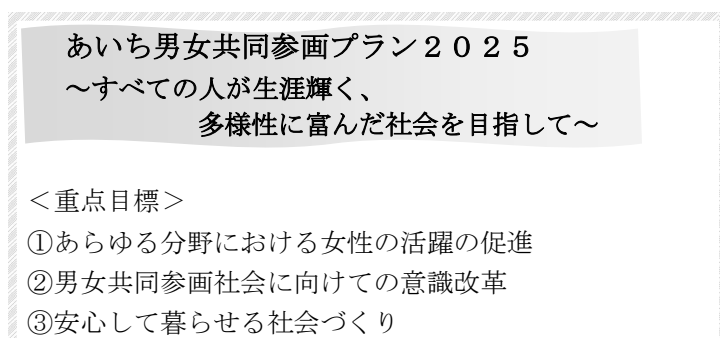 あいち男女共同参画プラン２０２５
～すべての人が生涯輝く、
多様性に富んだ社会を目指して～
＜重点目標＞
①あらゆる分野における女性の活躍の促進
②男女共同参画社会に向けての意識改革
③安心して暮らせる社会づくり